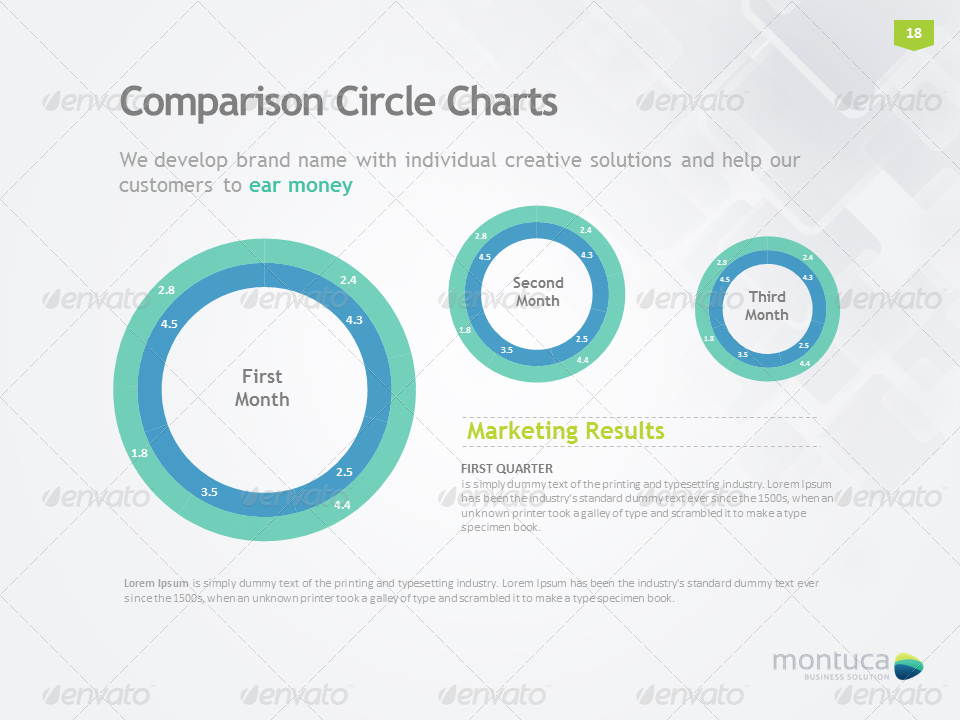 18
Comparison Circle Charts
We develop brand name with individual creative solutions and help our
customers to ear money
2.8
2.4
4.5
4.3
First
Month
1.8
2.5
3.5
4.4
2.8
2.4
4.5
4.3
Second
Month
1.8
2.5
3.5
4.4
2.8
2.4
4.5
4.3
Third
Month
1.8
2.5
3.5
4.4
Marketing Results
FIRST QUARTER
is simply dummy text of the printing and typesetting industry. Lorem Ipsum
has been the industry's standard dummy text ever since the 1500s, when an
unknown printer took a galley of type and scrambled it to make a type
specimen book.
Lorem Ipsum is simply dummy text of the printing and typesetting industry. Lorem Ipsum has been the industry's standard dummy text ever
since the 1500s, when an unknown printer took a galley of type and scrambled it to make a type specimen book.
montuca
BUSINESS SOLUTION
envato envato envato envato envato
envato envato envato envato envato
envato envato envato envato envato
envato envato envato envato envato